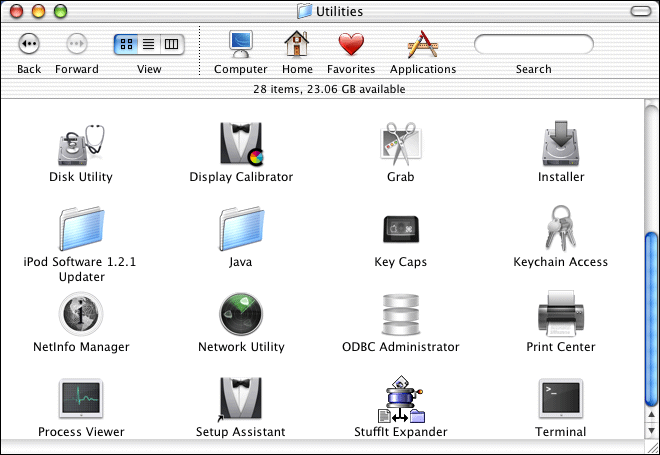 Utilities
Back Forward View Computer Home Favorites Applications Search
28 items, 23.06 GB available
Disk Utility Display Calibrator Grab Installer
iPod Software 1.2.1 Java Key Caps Keychain Access
Updater
NetInfo Manager Network Utility ODBC Administrator Print Center
Process Viewer Setup Assistant StuffIt Expander Terminal